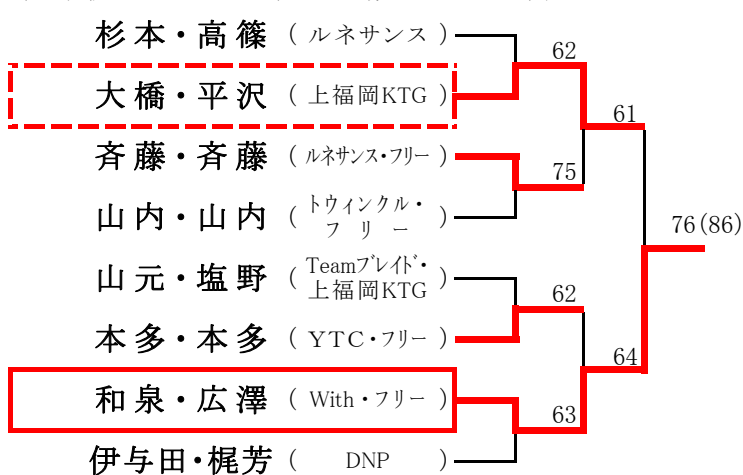 杉本・高篠 ( ルネサンス )
62
大橋・平沢 ( 上福岡KTG )
61
斉藤・斉藤 ( ルネサンス・フリー )
75
山内・山内 ( トウィンクル・フリー )
76(86)
山元・塩野 ( Teamブレイド・上福岡KTG )
62
本多・本多 ( YTC・フリー )
64
和泉・広澤 ( With・フリー )
63
伊与田・梶芳 ( DNP )